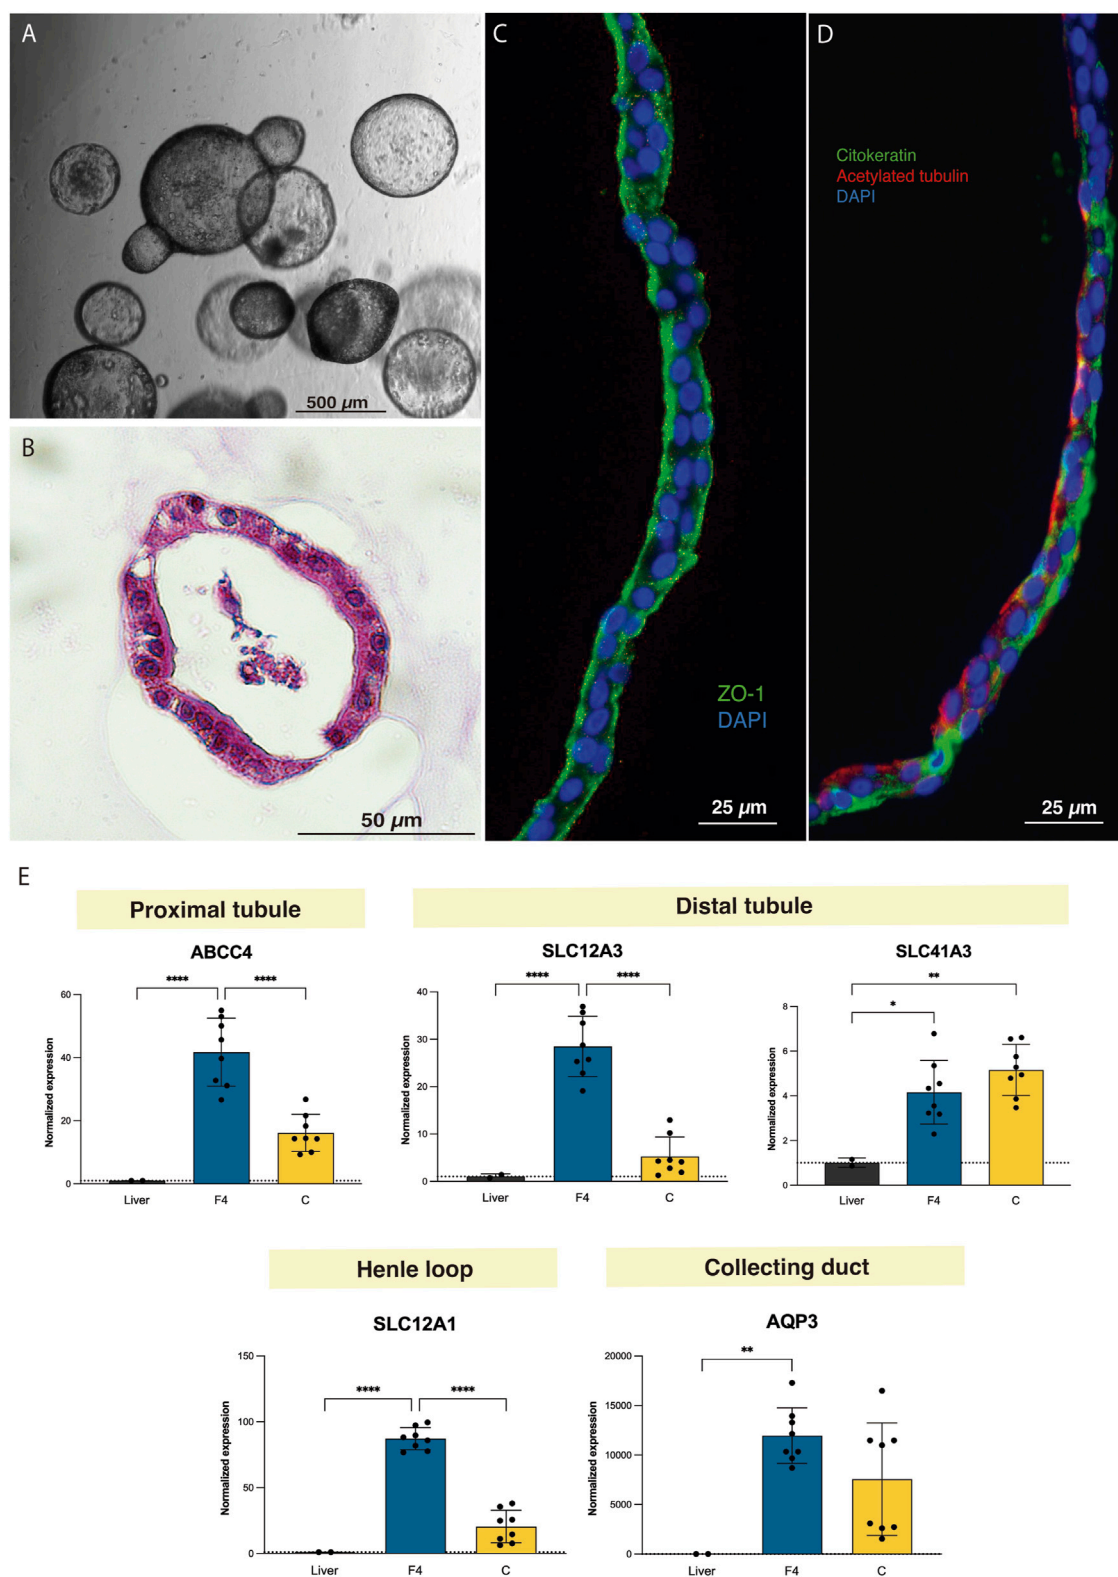 A
500 µm
B
50 µm
C
ZO-1
DAPI
25 µm
D
Citokeratin
Acetylated tubulin
DAPI
25 µm
E
Proximal tubule
Distal tubule
ABCC4
**** ****
60
40
20
0
Normalized expression
Liver F4 C
SLC12A3
**** ****
40
30
20
10
0
Normalized expression
Liver F4 C
SLC41A3
**
*
8
6
4
2
0
Normalized expression
Liver F4 C
Henle loop
Collecting duct
SLC12A1
**** ****
150
100
50
0
Normalized expression
Liver F4 C
AQP3
**
20000
15000
10000
5000
0
Normalized expression
Liver F4 C